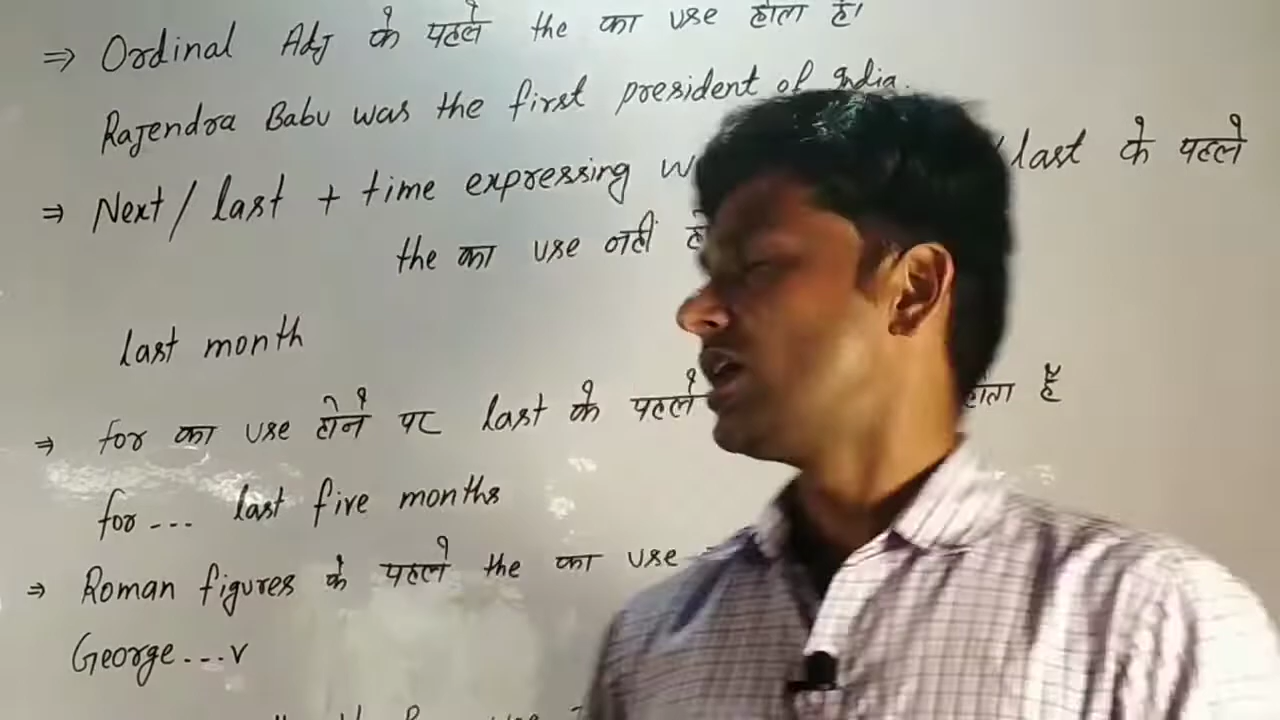 ⇒ Ordinal Adj के पहले the का use होता है।
Rajendra Babu was the first president of India.
⇒ Next / last + time expressing last के पहले
the का use नहीं
last month
⇒ for का use होने पर last के पहले होता है
for... last five months
⇒ Roman figures के पहले the का use
George...v